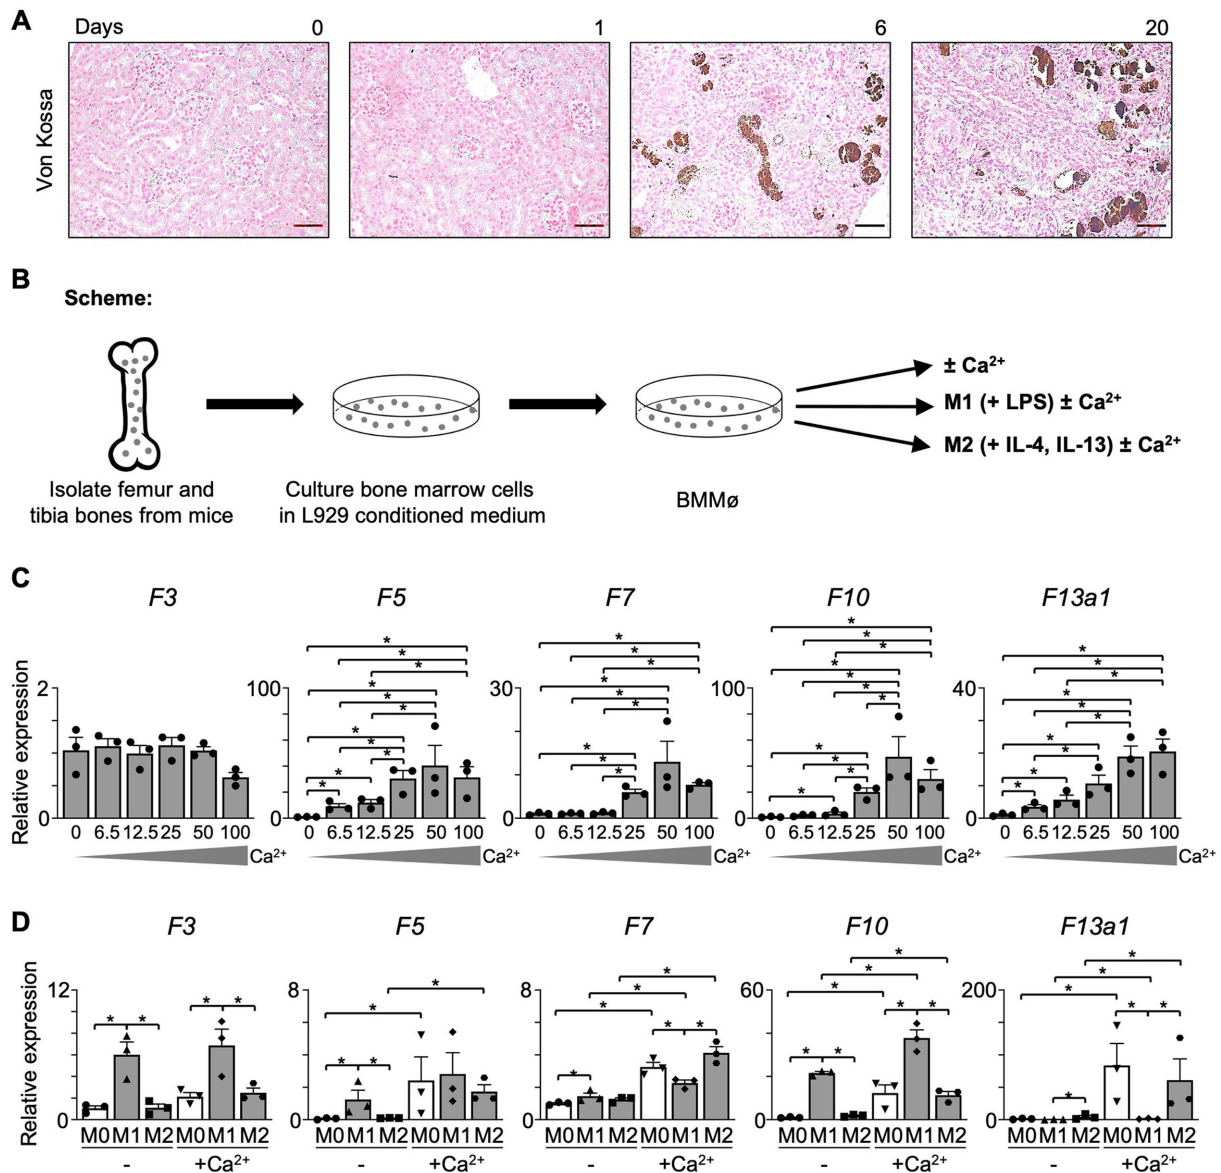 A
Days 0 1 6 20
Von Kossa
B
Scheme:
± Ca²⁺
M1 (+ LPS) ± Ca²⁺
M2 (+ IL-4, IL-13) ± Ca²⁺
Isolate femur and
tibia bones from mice
Culture bone marrow cells
in L929 conditioned medium
BMMø
C
F3 F5 F7 F10 F13a1
* * * * * * * * * * * * * * * * * * * * * * * * * * * * * * * * * * * * * * * * *
Relative expression
2 100 30 100 40
1
0 0 0 0 0
0 6.5 12.5 25 50 100 0 6.5 12.5 25 50 100 0 6.5 12.5 25 50 100 0 6.5 12.5 25 50 100 0 6.5 12.5 25 50 100
Ca²⁺ Ca²⁺ Ca²⁺ Ca²⁺ Ca²⁺
D
F3 F5 F7 F10 F13a1
* * * * * * * * * * * * * * * * * * * * * * * * * * * * *
Relative expression
12 8 8 60 200
0 0 0 0 0
M0 M1 M2 M0 M1 M2 M0 M1 M2 M0 M1 M2 M0 M1 M2 M0 M1 M2 M0 M1 M2 M0 M1 M2 M0 M1 M2 M0 M1 M2
- +Ca²⁺ - +Ca²⁺ - +Ca²⁺ - +Ca²⁺ - +Ca²⁺